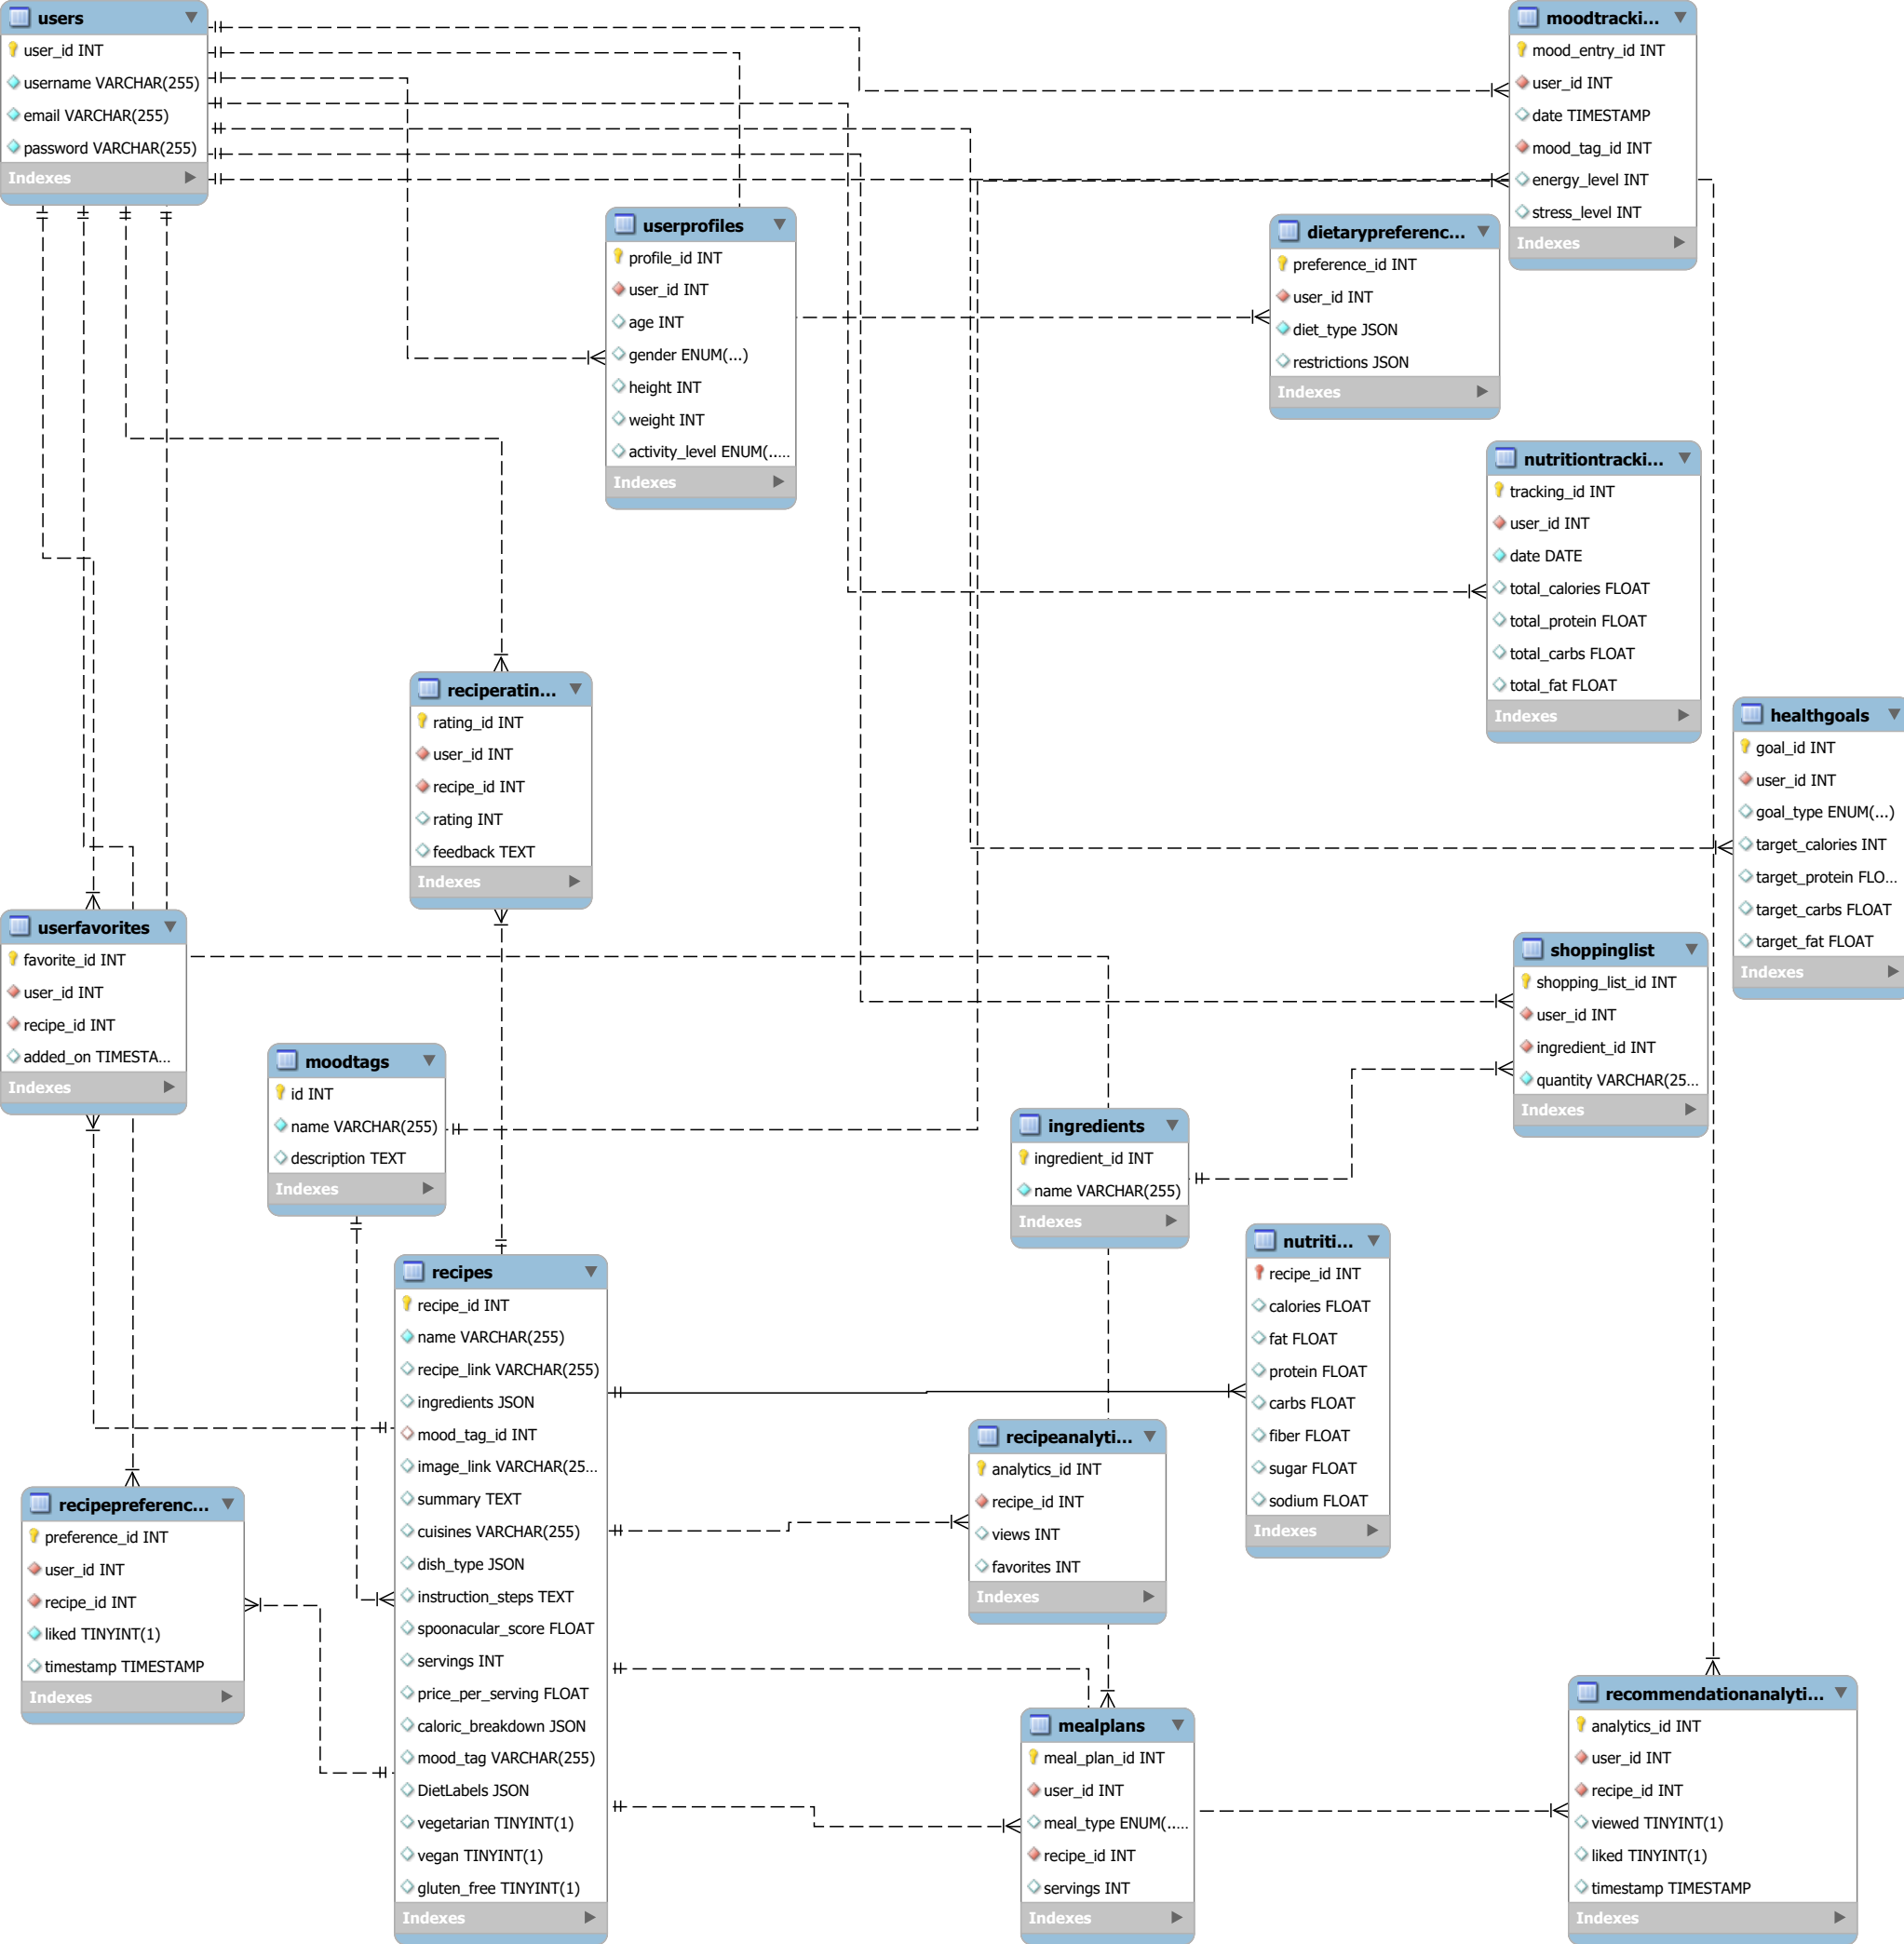 users
user_id INT
username VARCHAR(255)
email VARCHAR(255)
password VARCHAR(255)
Indexes
moodtracki...
mood_entry_id INT
user_id INT
date TIMESTAMP
mood_tag_id INT
energy_level INT
stress_level INT
Indexes
userprofiles
profile_id INT
user_id INT
age INT
gender ENUM(...)
height INT
weight INT
activity_level ENUM(.....
Indexes
dietarypreferenc...
preference_id INT
user_id INT
diet_type JSON
restrictions JSON
Indexes
nutritiontracki...
tracking_id INT
user_id INT
date DATE
total_calories FLOAT
total_protein FLOAT
total_carbs FLOAT
total_fat FLOAT
Indexes
reciperatin...
rating_id INT
user_id INT
recipe_id INT
rating INT
feedback TEXT
Indexes
healthgoals
goal_id INT
user_id INT
goal_type ENUM(...)
target_calories INT
target_protein FLO...
target_carbs FLOAT
target_fat FLOAT
Indexes
userfavorites
favorite_id INT
user_id INT
recipe_id INT
added_on TIMESTA...
Indexes
shoppinglist
shopping_list_id INT
user_id INT
ingredient_id INT
quantity VARCHAR(25...
Indexes
moodtags
id INT
name VARCHAR(255)
description TEXT
Indexes
ingredients
ingredient_id INT
name VARCHAR(255)
Indexes
nutriti...
recipe_id INT
calories FLOAT
fat FLOAT
protein FLOAT
carbs FLOAT
fiber FLOAT
sugar FLOAT
sodium FLOAT
Indexes
recipes
recipe_id INT
name VARCHAR(255)
recipe_link VARCHAR(255)
ingredients JSON
mood_tag_id INT
image_link VARCHAR(25...
summary TEXT
cuisines VARCHAR(255)
dish_type JSON
instruction_steps TEXT
spoonacular_score FLOAT
servings INT
price_per_serving FLOAT
caloric_breakdown JSON
mood_tag VARCHAR(255)
DietLabels JSON
vegetarian TINYINT(1)
vegan TINYINT(1)
gluten_free TINYINT(1)
Indexes
recipeanalyti...
analytics_id INT
recipe_id INT
views INT
favorites INT
Indexes
recipepreferenc...
preference_id INT
user_id INT
recipe_id INT
liked TINYINT(1)
timestamp TIMESTAMP
Indexes
mealplans
meal_plan_id INT
user_id INT
meal_type ENUM(.....
recipe_id INT
servings INT
Indexes
recommendationanalyti...
analytics_id INT
user_id INT
recipe_id INT
viewed TINYINT(1)
liked TINYINT(1)
timestamp TIMESTAMP
Indexes